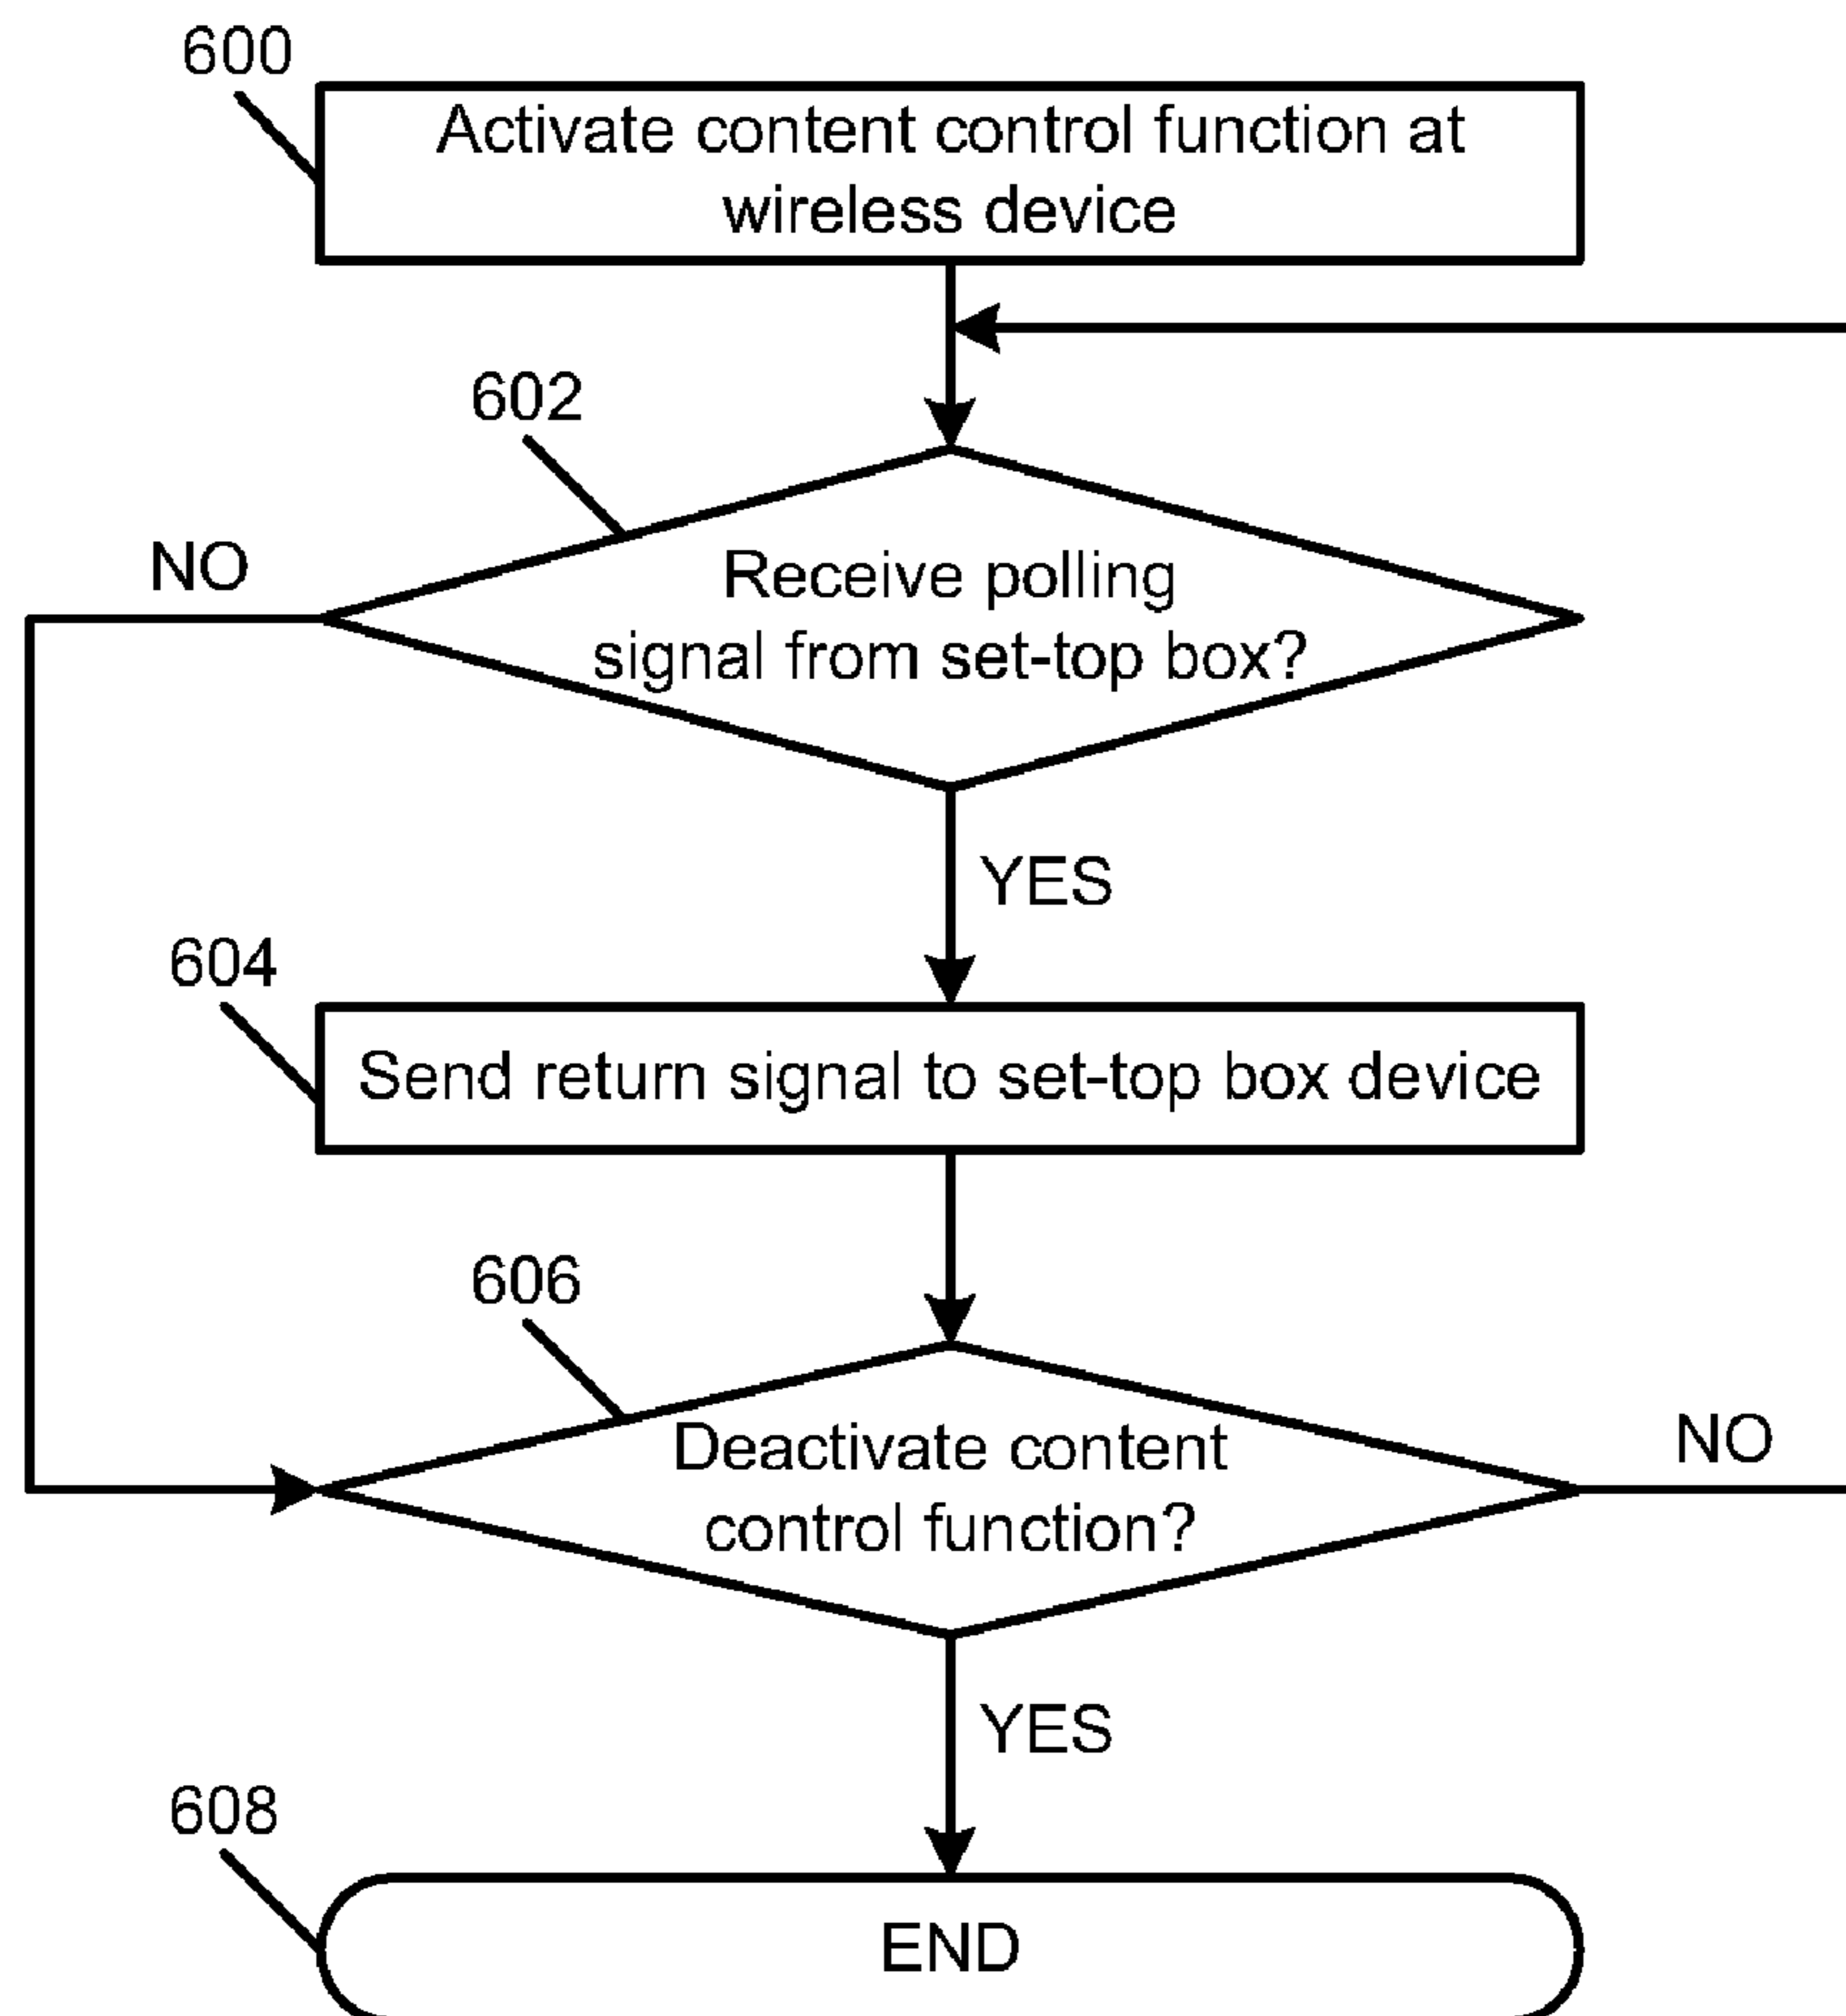 600
Activate content control function at
wireless device
602
NO
Receive polling
signal from set-top box?
YES
604
Send return signal to set-top box device
606
Deactivate content
control function?
NO
YES
608
END